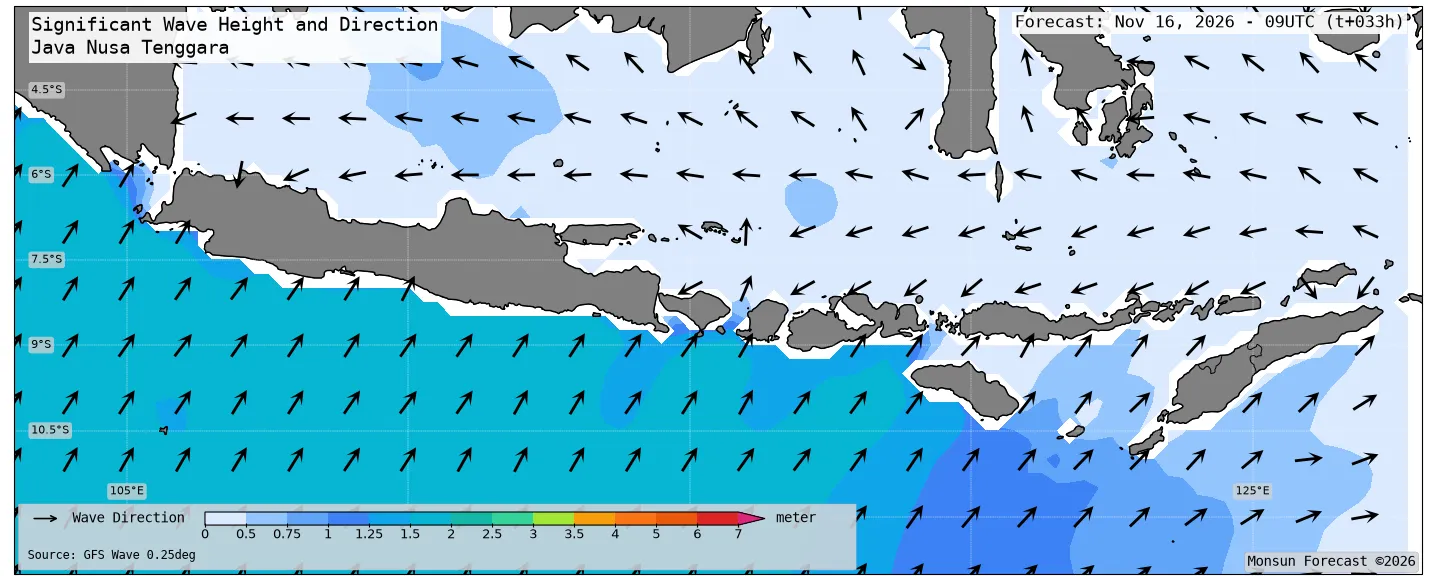 Significant Wave Height and Direction
Java Nusa Tenggara
Forecast: Nov 16, 2026 - 09UTC (t+033h)
4.5°S
6°S
7.5°S
9°S
10.5°S
105°E
125°E
Wave Direction
meter
0 0.5 0.75 1 1.25 1.5 2 2.5 3 3.5 4 5 6 7
Source: GFS Wave 0.25deg
Monsun Forecast ©2026